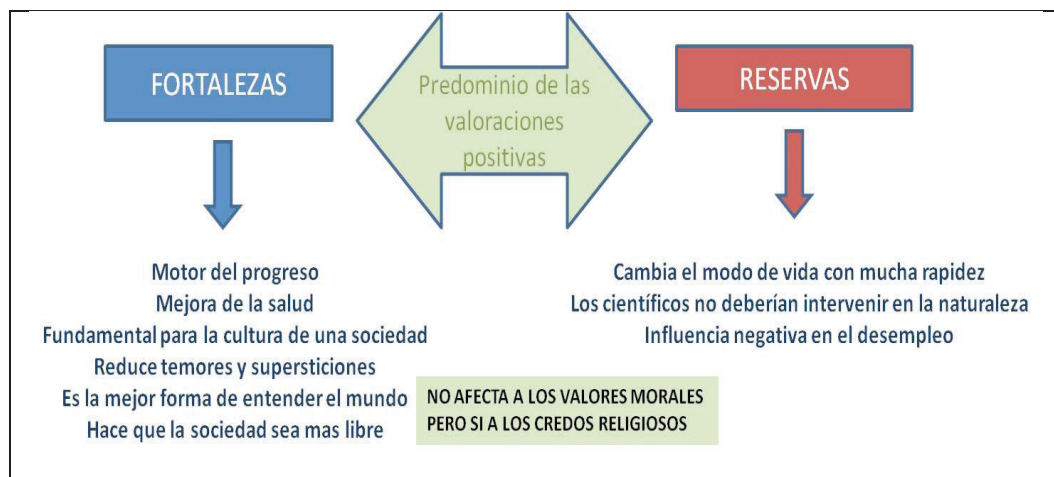 FORTALEZAS
Predominio de las
valoraciones
positivas
RESERVAS
Motor del progreso
Mejora de la salud
Fundamental para la cultura de una sociedad
Reduce temores y supersticiones
Es la mejor forma de entender el mundo
Hace que la sociedad sea mas libre
Cambia el modo de vida con mucha rapidez
Los científicos no deberían intervenir en la naturaleza
Influencia negativa en el desempleo
NO AFECTA A LOS VALORES MORALES
PERO SI A LOS CREDOS RELIGIOSOS